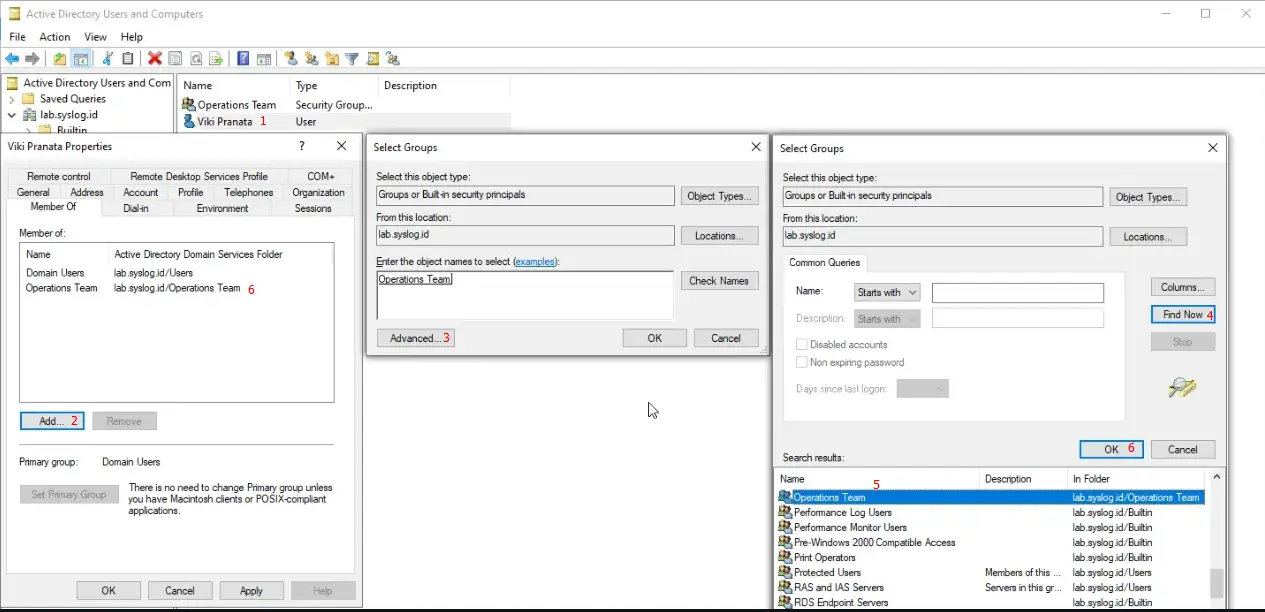 Active Directory Users and Computers
File Action View Help
Active Directory Users and Com
Saved Queries
lab.syslog.id
Builtin
Name Type Description
Operations Team Security Group...
Viki Pranata 1 User
Viki Pranata Properties ?
Remote control Remote Desktop Services Profile COM+
General Address Account Profile Telephones Organization
Member Of Dial-in Environment Sessions
Member of:
Name Active Directory Domain Services Folder
Domain Users lab.syslog.id/Users
Operations Team lab.syslog.id/Operations Team 6
Add... 2 Remove
Primary group: Domain Users
Set Primary Group
There is no need to change Primary group unless
you have Macintosh clients or POSIX-compliant
applications.
OK Cancel Apply Help
Select Groups
Select this object type:
Groups or Built-in security principals Object Types...
From this location:
lab.syslog.id Locations...
Enter the object names to select (examples):
Operations Team Check Names
Advanced... 3 OK Cancel
Select Groups
Select this object type:
Groups or Built-in security principals Object Types...
From this location:
lab.syslog.id Locations...
Common Queries
Name: Starts with Columns...
Description: Starts with Find Now 4
Disabled accounts Stop
Non expiring password
Days since last logon:
OK 6 Cancel
Search results:
Name Description In Folder
5
Operations Team lab.syslog.id/Operations Team
Performance Log Users lab.syslog.id/Builtin
Performance Monitor Users lab.syslog.id/Builtin
Pre-Windows 2000 Compatible Access lab.syslog.id/Builtin
Print Operators lab.syslog.id/Builtin
Protected Users Members of this ... lab.syslog.id/Users
RAS and IAS Servers Servers in this gr... lab.syslog.id/Users
RDS Endpoint Servers lab.syslog.id/Builtin